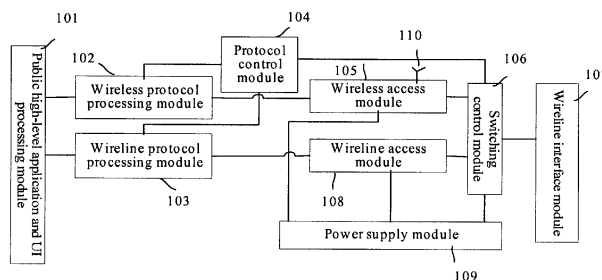 101
Public high-level application and UI
processing module
102
Wireless protocol
processing module
Wireline protocol
processing module
103
104
Protocol
control
module
110
105
Wireless access
module
Wireline access
module
108
106
Switching
control module
Wireline interface module
Power supply module
109